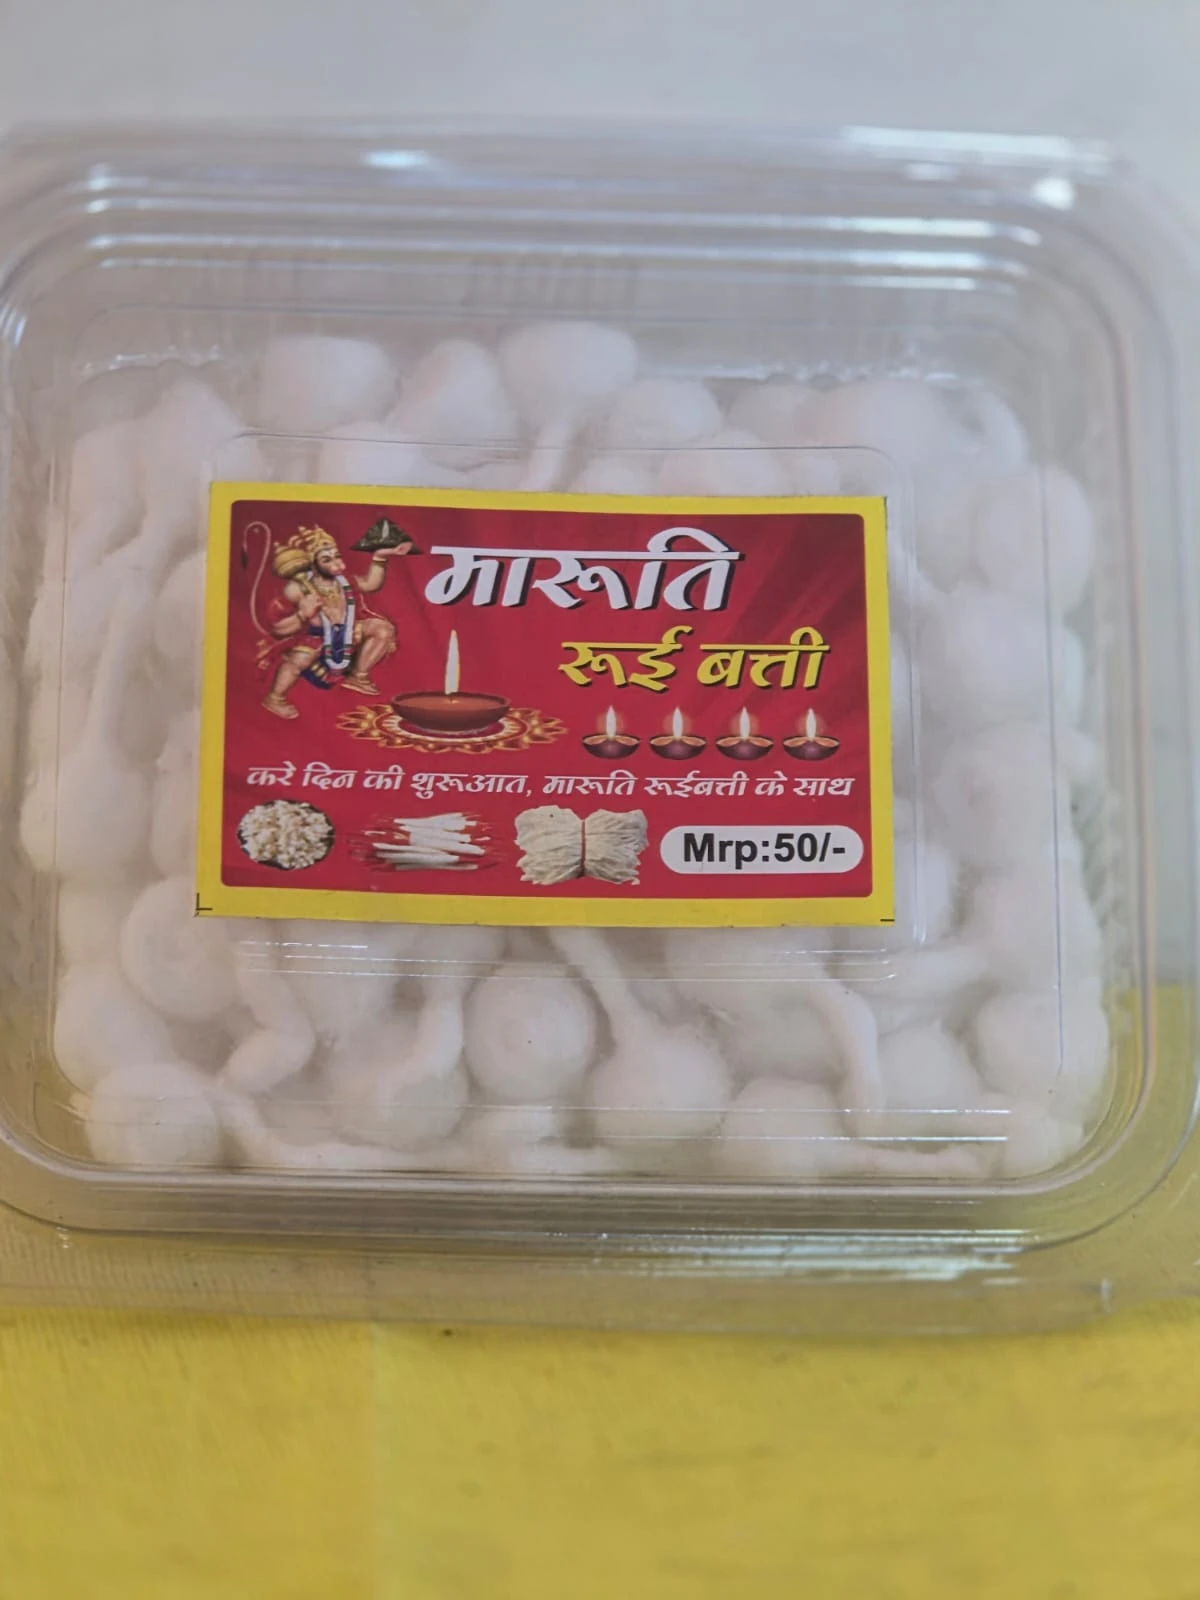 मारूति
रूई बत्ती
करे दिन की शुरूआत, मारूति रूईबत्ती के साथ
Mrp:50/-